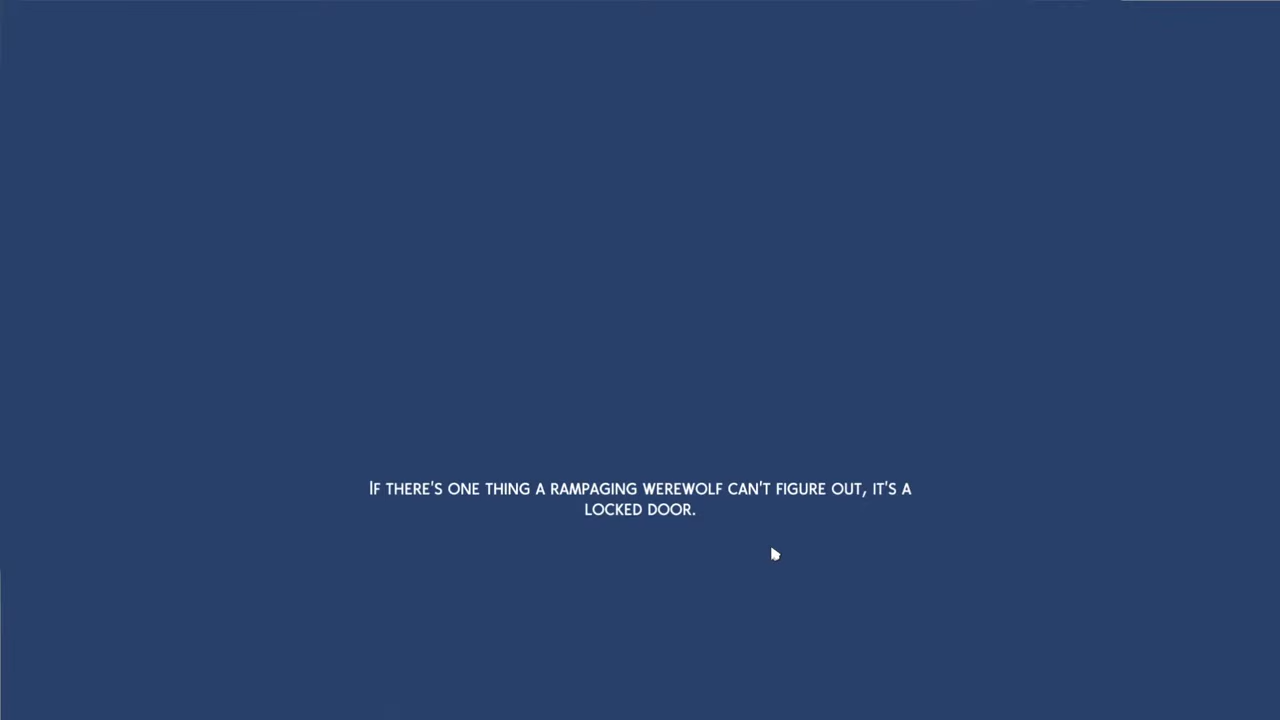 If there's one thing a rampaging werewolf can't figure out, it's a
locked door.